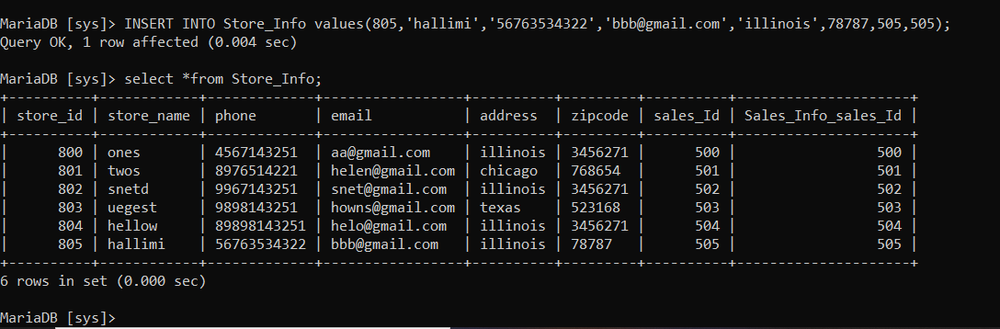 MariaDB [sys]> INSERT INTO Store_Info values(805,'hallimi','56763534322','bbb@gmail.com','illinois',78787,505,505);
Query OK, 1 row affected (0.004 sec)
MariaDB [sys]> select *from Store_Info;
+----------+------------+-------------+-----------------+----------+---------+----------+---------------------+
| store_id | store_name | phone       | email           | address  | zipcode | sales_Id | Sales_Info_sales_Id |
+----------+------------+-------------+-----------------+----------+---------+----------+---------------------+
|      800 | ones       | 4567143251  | aa@gmail.com    | illinois | 3456271 |      500 |                 500 |
|      801 | twos       | 8976514221  | helen@gmail.com | chicago  | 768654  |      501 |                 501 |
|      802 | snetd      | 9967143251  | snet@gmail.com  | illinois | 3456271 |      502 |                 502 |
|      803 | uegest     | 9898143251  | howns@gmail.com | texas    | 523168  |      503 |                 503 |
|      804 | hellow     | 89898143251 | helo@gmail.com  | illinois | 3456271 |      504 |                 504 |
|      805 | hallimi    | 56763534322 | bbb@gmail.com   | illinois | 78787   |      505 |                 505 |
+----------+------------+-------------+-----------------+----------+---------+----------+---------------------+
6 rows in set (0.000 sec)
MariaDB [sys]>